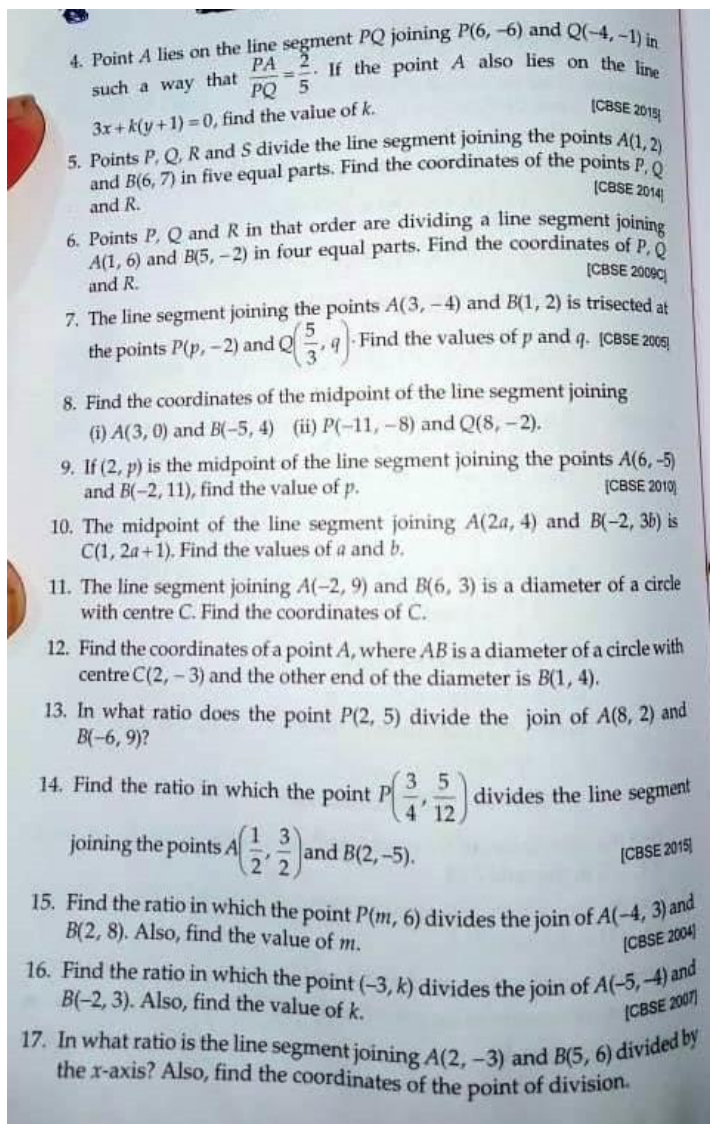 4. Point A lies on the line segment PQ joining P(6, –6) and Q(–4, –1) in
such a way that PA/PQ = 2/5. If the point A also lies on the line
3x + k(y + 1) = 0, find the value of k. [CBSE 2015]
5. Points P, Q, R and S divide the line segment joining the points A(1, 2)
and B(6, 7) in five equal parts. Find the coordinates of the points P, Q
and R. [CBSE 2014]
6. Points P, Q and R in that order are dividing a line segment joining
A(1, 6) and B(5, –2) in four equal parts. Find the coordinates of P, Q
and R. [CBSE 2009C]
7. The line segment joining the points A(3, –4) and B(1, 2) is trisected at
the points P(p, –2) and Q(5/3, q). Find the values of p and q. [CBSE 2005]
8. Find the coordinates of the midpoint of the line segment joining
(i) A(3, 0) and B(–5, 4) (ii) P(–11, –8) and Q(8, –2).
9. If (2, p) is the midpoint of the line segment joining the points A(6, –5)
and B(–2, 11), find the value of p. [CBSE 2010]
10. The midpoint of the line segment joining A(2a, 4) and B(–2, 3b) is
C(1, 2a + 1). Find the values of a and b.
11. The line segment joining A(–2, 9) and B(6, 3) is a diameter of a circle
with centre C. Find the coordinates of C.
12. Find the coordinates of a point A, where AB is a diameter of a circle with
centre C(2, –3) and the other end of the diameter is B(1, 4).
13. In what ratio does the point P(2, 5) divide the join of A(8, 2) and
B(–6, 9)?
14. Find the ratio in which the point P(3/4, 5/12) divides the line segment
joining the points A(1/2, 3/2) and B(2, –5). [CBSE 2015]
15. Find the ratio in which the point P(m, 6) divides the join of A(–4, 3) and
B(2, 8). Also, find the value of m. [CBSE 2004]
16. Find the ratio in which the point (–3, k) divides the join of A(–5, –4) and
B(–2, 3). Also, find the value of k. [CBSE 2007]
17. In what ratio is the line segment joining A(2, –3) and B(5, 6) divided by
the x-axis? Also, find the coordinates of the point of division.